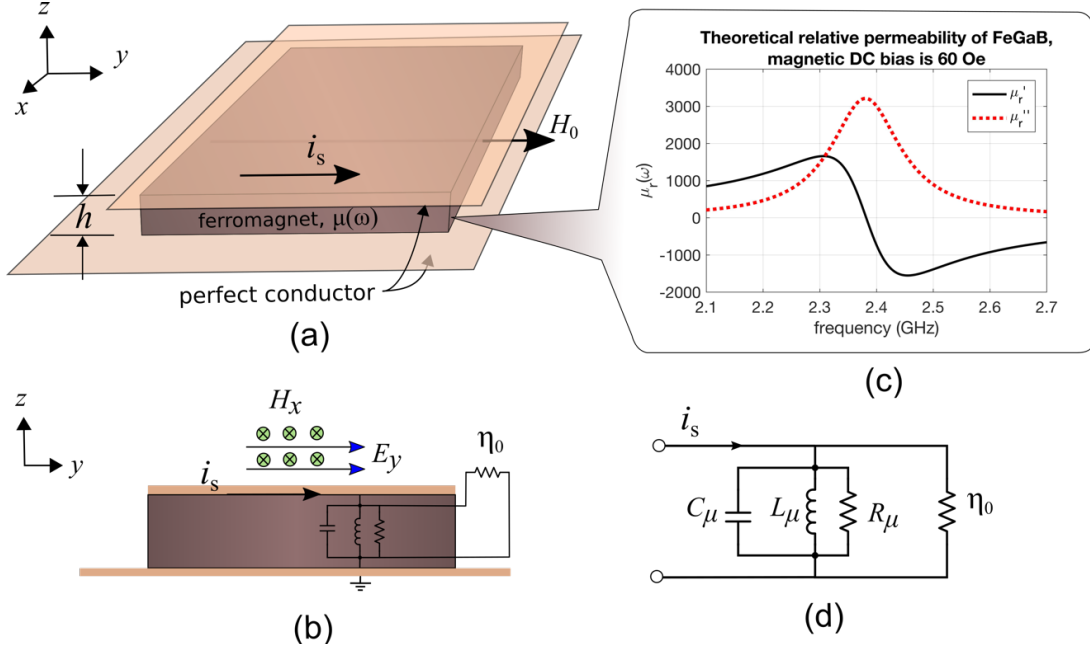 z
y
x
h
i_s
H_0
ferromagnet, μ(ω)
perfect conductor
(a)
Theoretical relative permeability of FeGaB,
magnetic DC bias is 60 Oe
μ_r'
μ_r''
μ_r(ω)
4000
3000
2000
1000
0
-1000
-2000
2.1 2.2 2.3 2.4 2.5 2.6 2.7
frequency (GHz)
(c)
z
y
H_x
E_y
i_s
η_0
(b)
i_s
C_μ L_μ R_μ η_0
(d)